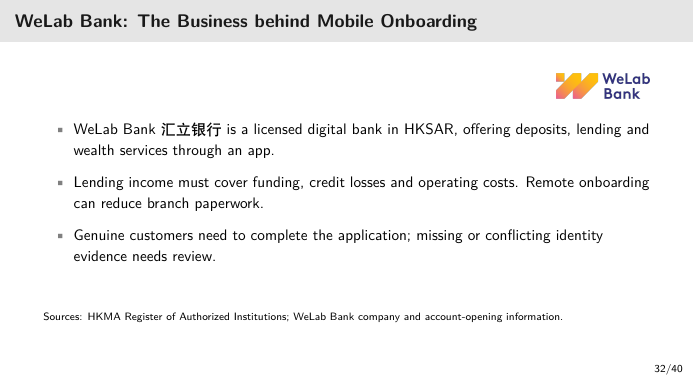 WeLab Bank: The Business behind Mobile Onboarding
WeLab
Bank
▪ WeLab Bank 汇立银行 is a licensed digital bank in HKSAR, offering deposits, lending and
wealth services through an app.
▪ Lending income must cover funding, credit losses and operating costs. Remote onboarding
can reduce branch paperwork.
▪ Genuine customers need to complete the application; missing or conflicting identity
evidence needs review.
Sources: HKMA Register of Authorized Institutions; WeLab Bank company and account-opening information.
32/40